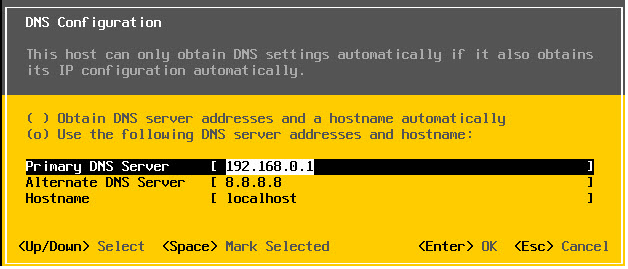 DNS Configuration
This host can only obtain DNS settings automatically if it also obtains
its IP configuration automatically.
( ) Obtain DNS server addresses and a hostname automatically
(o) Use the following DNS server addresses and hostname:
Primary DNS Server [ 192.168.0.1 ]
Alternate DNS Server [ 8.8.8.8 ]
Hostname [ localhost ]
<Up/Down> Select <Space> Mark Selected <Enter> OK <Esc> Cancel